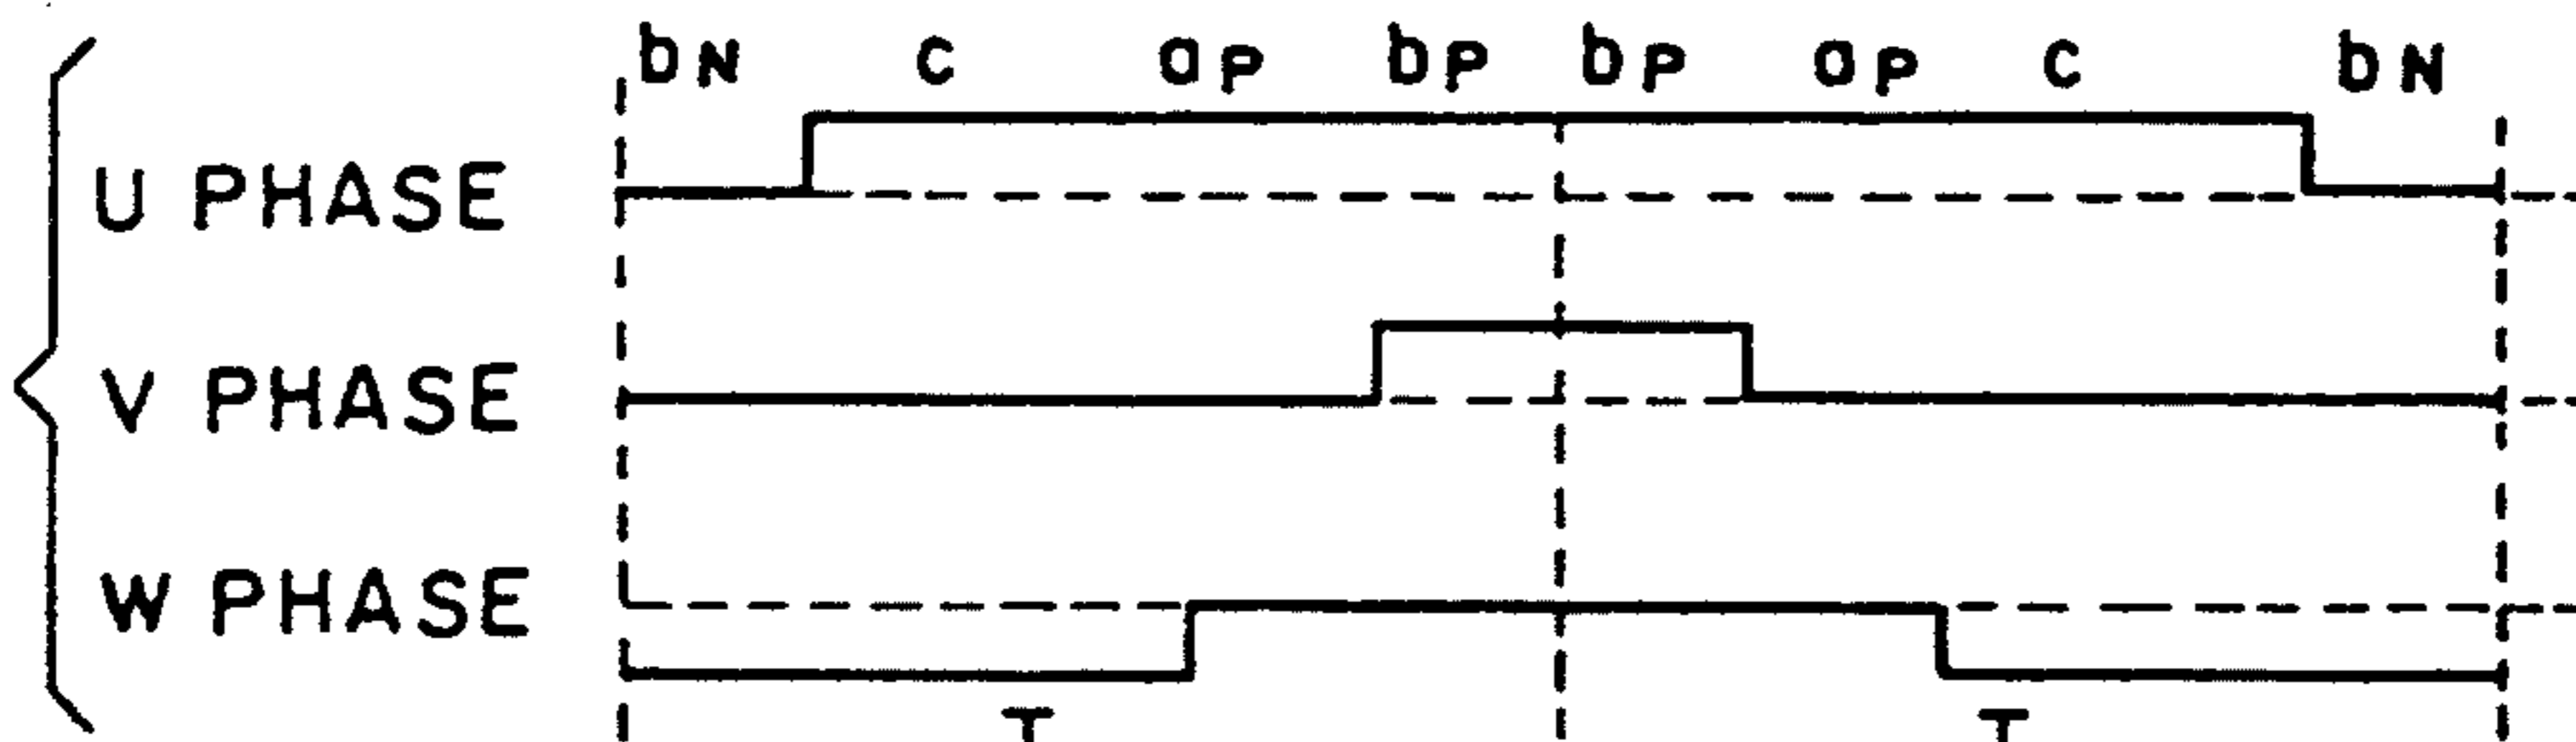 bN c aP bP bP aP c bN
U PHASE
V PHASE
W PHASE
T T